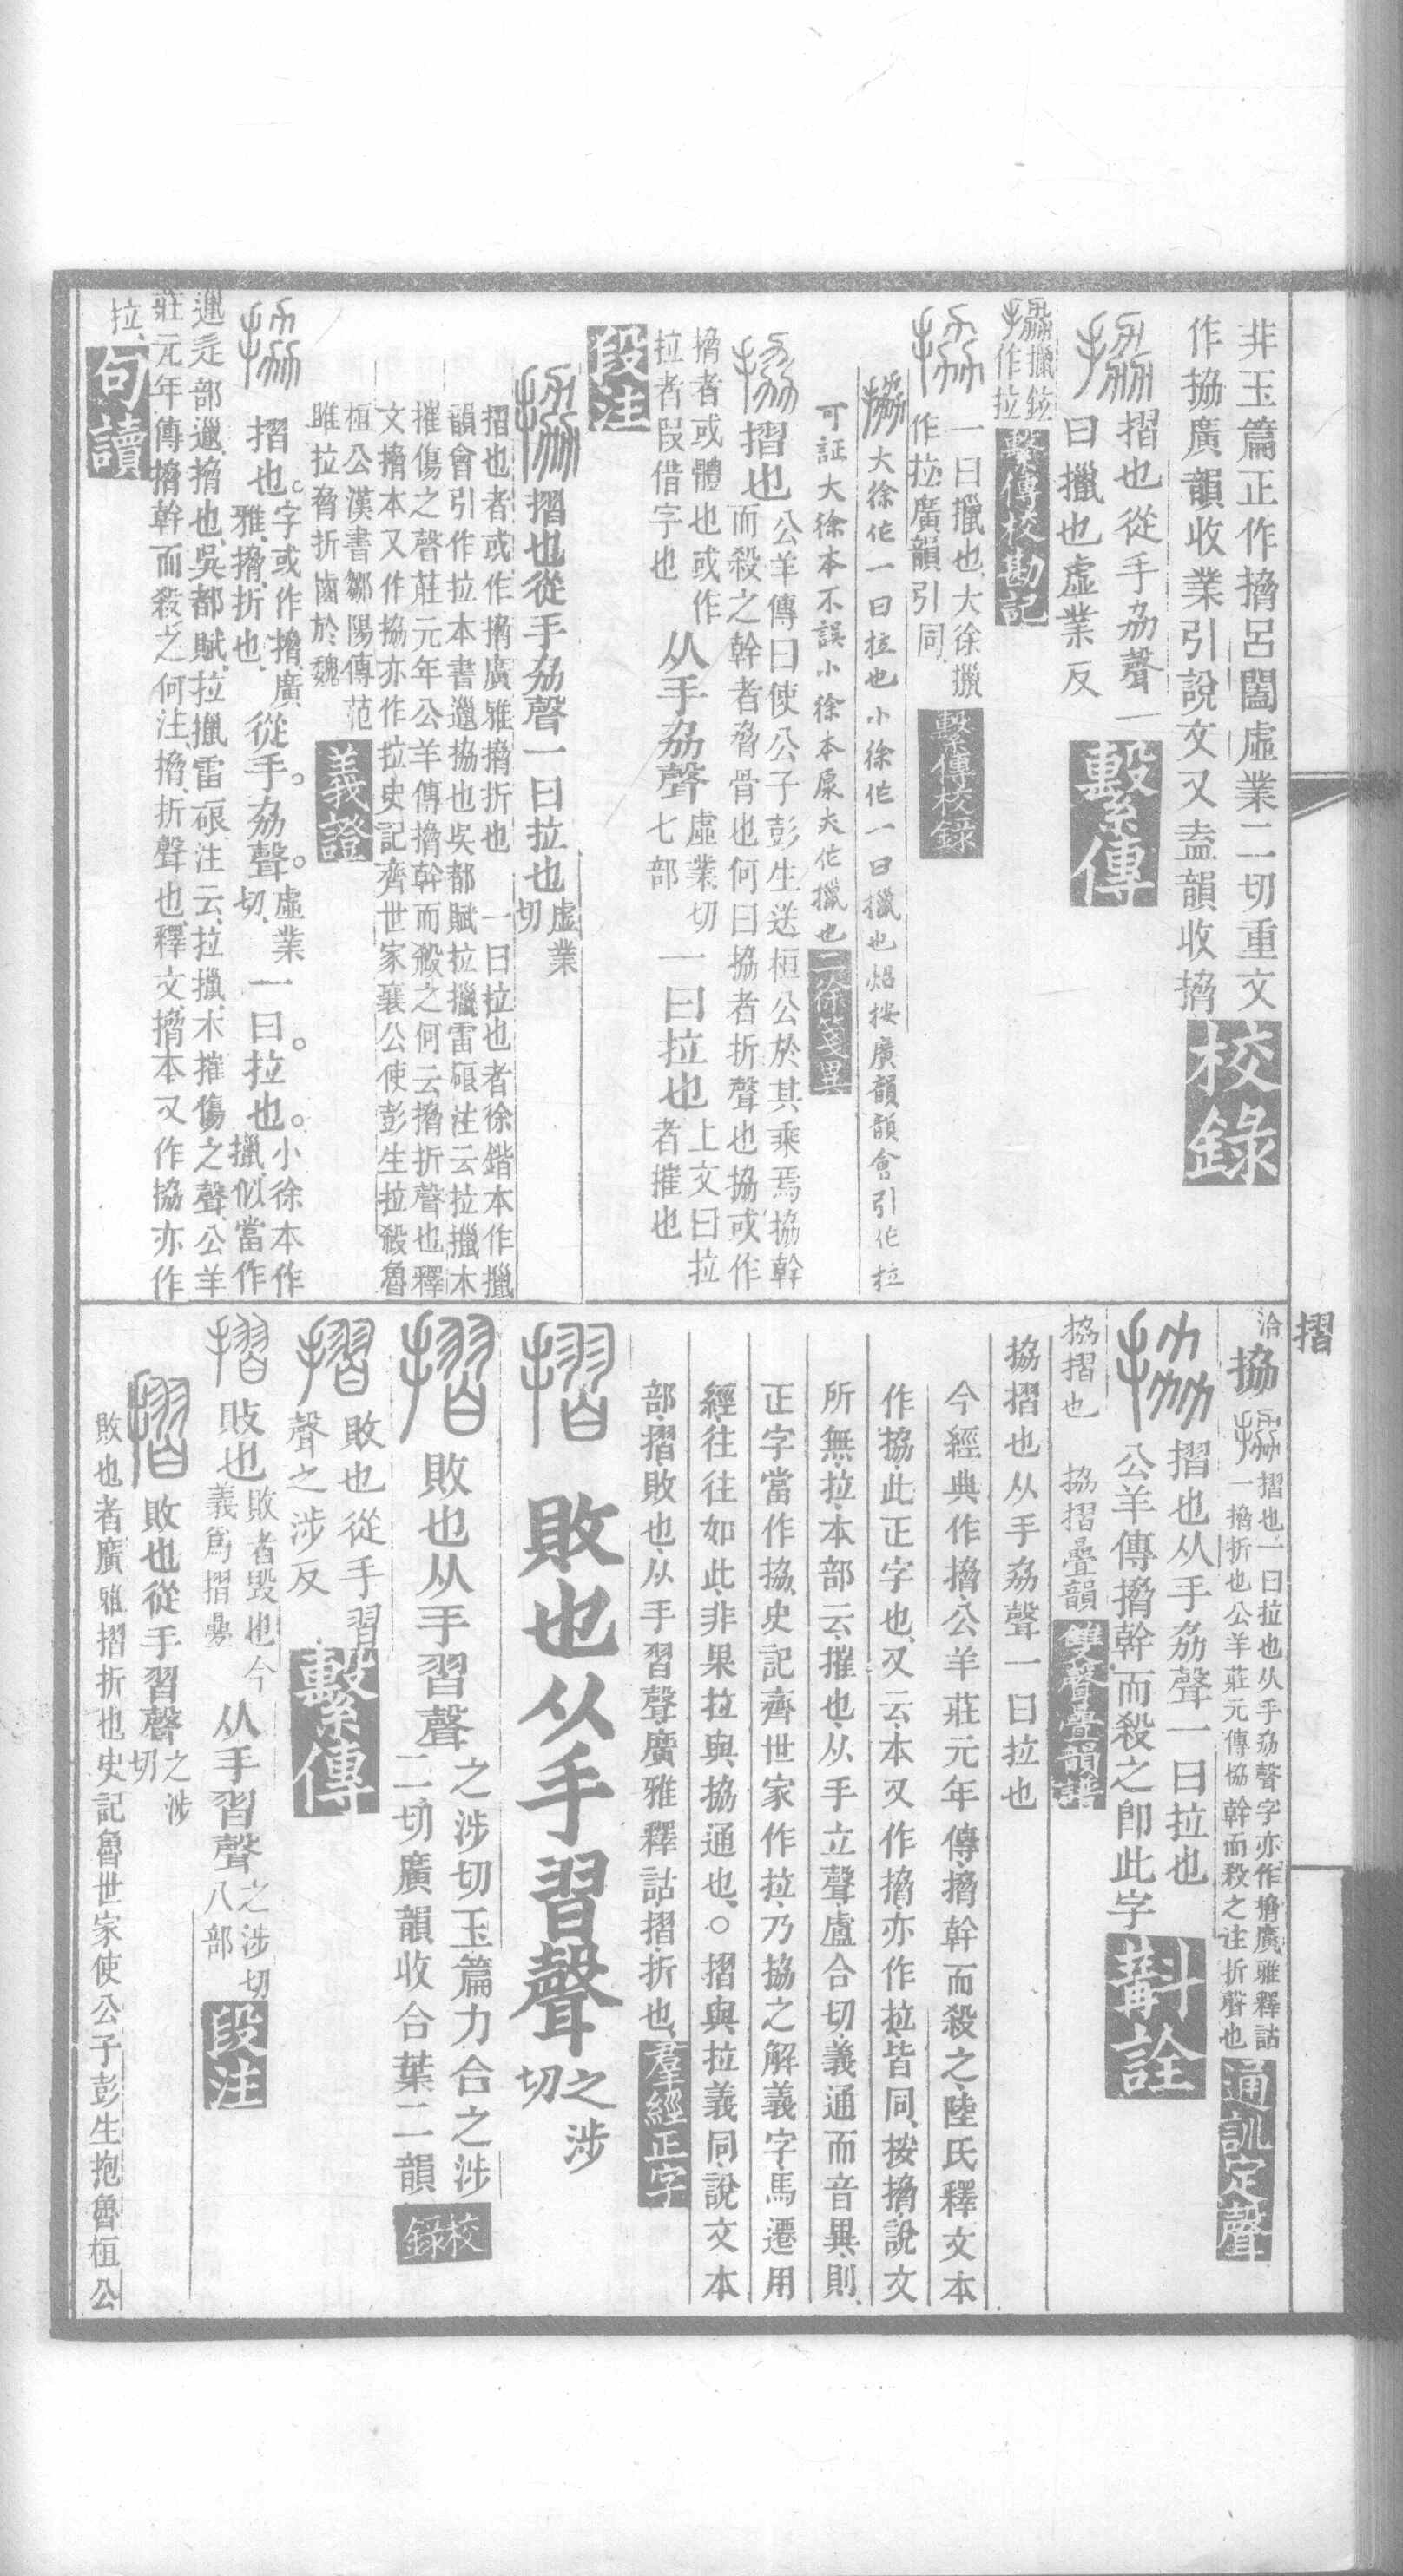 非玉篇正作搚呂闔虛業二切重文
作拹廣韻收業引說文又盍韻收搚
校錄
摺也從手劦聲一
曰擸也虛業反
繫傳
擸鉉
作拉
繫傳校勘記
一曰擸也大徐擸
作拉廣韻引同
繫傳校錄
大徐作一曰拉也小徐作一曰擸也炤按廣韻韻會引作拉
可証大徐本不誤小徐本原大作擸也
二徐箋異
摺也
公羊傳曰使公子彭生送桓公於其乘焉拹幹
而殺之幹者脅骨也何曰拹者折聲也拹或作
搚者或體也或作
拉者叚借字也
从手劦聲
虛業切
七部
一曰拉也
上文曰拉
者摧也
段注
摺也從手劦聲一曰拉也
虛業
切
摺也者或作搚廣雅搚折也 一曰拉也者徐鍇本作擸
韻會引作拉本書邋拹也吳都賦拉擸雷硠注云拉擸木
摧傷之聲莊元年公羊傳搚幹而殺之何云搚折聲也釋
文搚本又作拹亦作拉史記齊世家襄公使彭生拉殺魯
桓公漢書鄒陽傳范
雎拉脅折齒於魏
義證
摺也
字或作搚廣
雅搚折也
從手劦聲
虛業
切
一曰拉也
小徐本作
擸似當作
邋辵部邋搚也吳都賦拉擸雷硠注云拉擸木摧傷之聲公羊
莊元年傳搚幹而殺之何注搚折聲也釋文搚本又作拹亦作
拉
句讀
摺
洽
拹
摺也一曰拉也从手劦聲字亦作搚廣雅釋詁
一搚折也公羊莊元傳拹幹而殺之注折聲也
通訓定聲
摺也从手劦聲一曰拉也
公羊傳搚幹而殺之卽此字
斠詮
拹摺也 拹摺疊韻
雙聲疊韻譜
拹摺也从手劦聲一曰拉也
今經典作搚公羊莊元年傳搚幹而殺之陸氏釋文本
作拹此正字也又云本又作搚亦作拉皆同按搚說文
所無拉本部云摧也从手立聲盧合切義通而音異則
正字當作拹史記齊世家作拉乃拹之解義字馬遷用
經往往如此非果拉與拹通也○摺與拉義同說文本
部摺敗也从手習聲廣雅釋詁摺折也
羣經正字
摺
敗也从手習聲
之涉
切
敗也从手習聲
之涉切玉篇力合之涉
二切廣韻收合葉二韻
校錄
敗也從手習
聲之涉反
繫傳
敗也
敗者毀也今
義爲摺疊
从手習聲
之涉切
八部
段注
敗也從手習聲
之涉
切
敗也者廣雅摺折也史記魯世家使公子彭生抱魯桓公